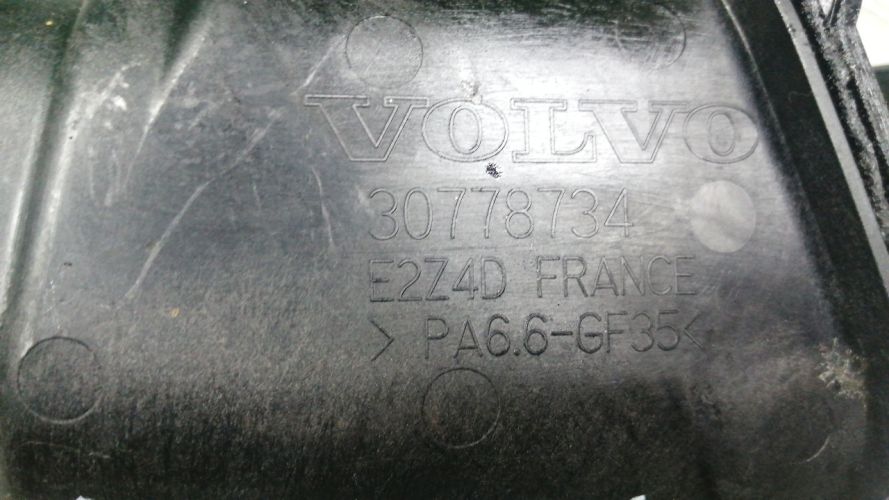 VOLVO
30778734
E2Z4D FRANCE
> PA6.6-GF35<